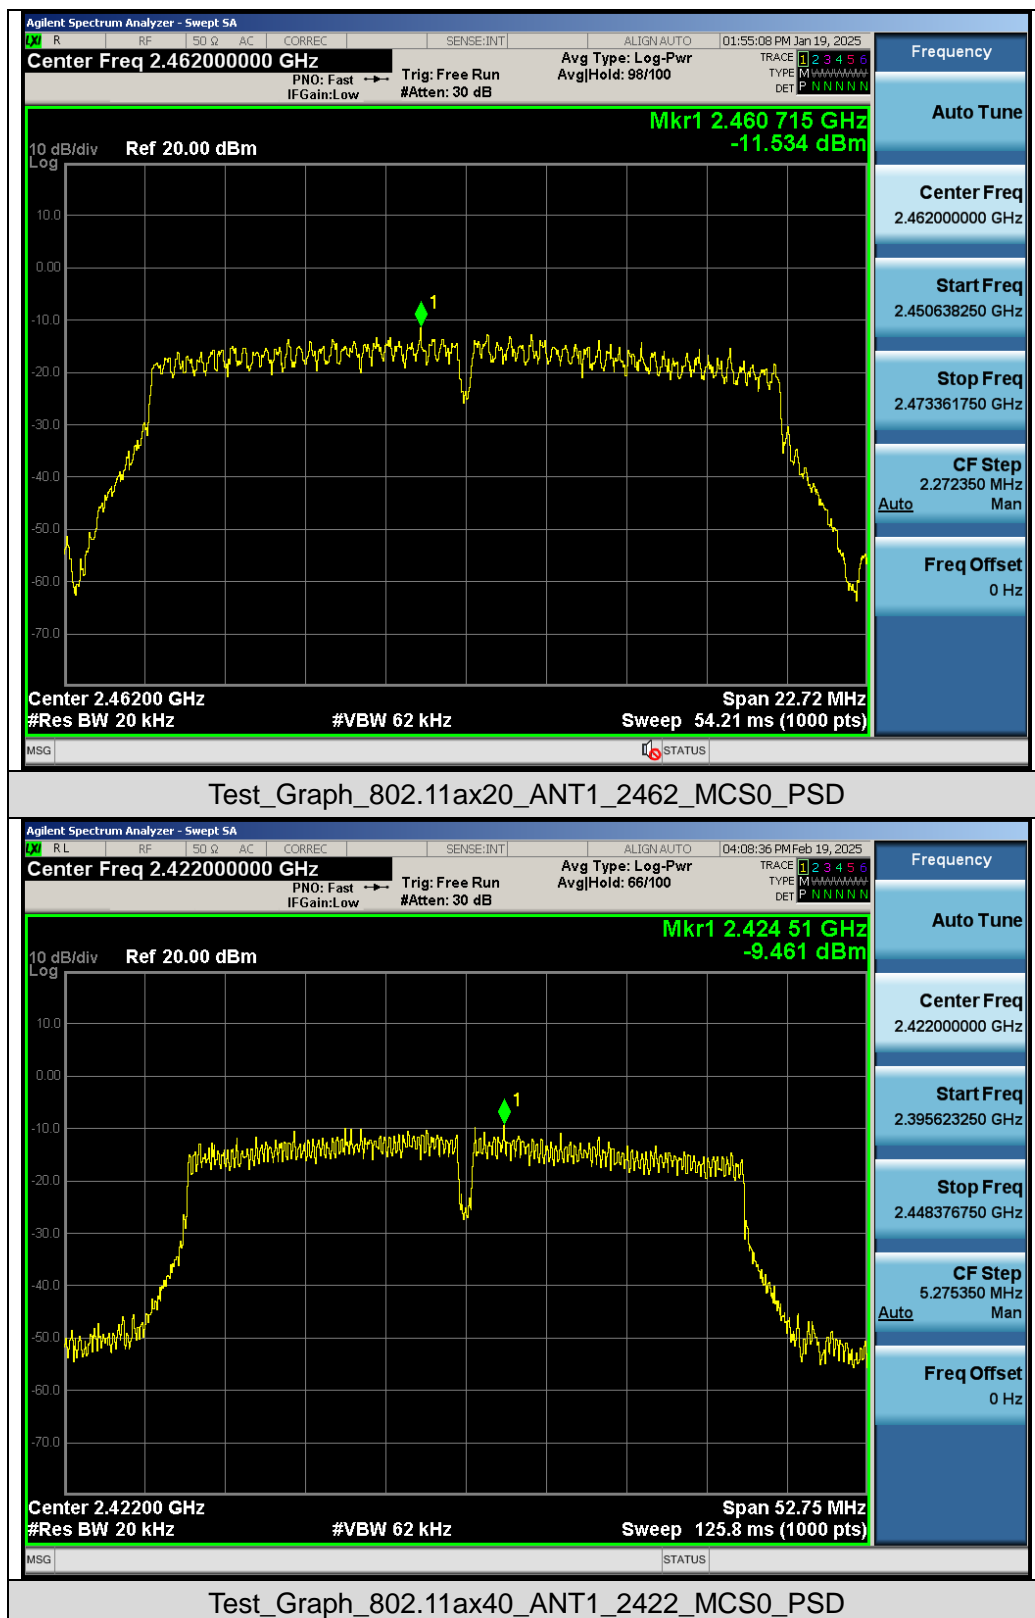 Agilent Spectrum Analyzer - Swept SA
LXI R RF 50 Ω AC CORREC SENSE:INT ALIGN AUTO 01:55:08 PM Jan 19, 2025
Center Freq 2.462000000 GHz
PNO: Fast
IFGain:Low
Trig: Free Run
#Atten: 30 dB
Avg Type: Log-Pwr
Avg|Hold: 98/100
TRACE 1 2 3 4 5 6
TYPE M
DET P N N N N N
Mkr1 2.460 715 GHz
-11.534 dBm
10 dB/div Ref 20.00 dBm
Log
10.0
0.00
-10.0
-20.0
-30.0
-40.0
-50.0
-60.0
-70.0
1
Center 2.46200 GHz
Span 22.72 MHz
#Res BW 20 kHz
#VBW 62 kHz
Sweep 54.21 ms (1000 pts)
MSG
STATUS
Frequency
Auto Tune
Center Freq
2.462000000 GHz
Start Freq
2.450638250 GHz
Stop Freq
2.473361750 GHz
CF Step
2.272350 MHz
Auto Man
Freq Offset
0 Hz
Test_Graph_802.11ax20_ANT1_2462_MCS0_PSD
Agilent Spectrum Analyzer - Swept SA
LXI RL RF 50 Ω AC CORREC SENSE:INT ALIGN AUTO 04:08:36 PM Feb 19, 2025
Center Freq 2.422000000 GHz
PNO: Fast
IFGain:Low
Trig: Free Run
#Atten: 30 dB
Avg Type: Log-Pwr
Avg|Hold: 66/100
TRACE 1 2 3 4 5 6
TYPE M
DET P N N N N N
Mkr1 2.424 51 GHz
-9.461 dBm
10 dB/div Ref 20.00 dBm
Log
10.0
0.00
-10.0
-20.0
-30.0
-40.0
-50.0
-60.0
-70.0
1
Center 2.42200 GHz
Span 52.75 MHz
#Res BW 20 kHz
#VBW 62 kHz
Sweep 125.8 ms (1000 pts)
MSG
STATUS
Frequency
Auto Tune
Center Freq
2.422000000 GHz
Start Freq
2.395623250 GHz
Stop Freq
2.448376750 GHz
CF Step
5.275350 MHz
Auto Man
Freq Offset
0 Hz
Test_Graph_802.11ax40_ANT1_2422_MCS0_PSD